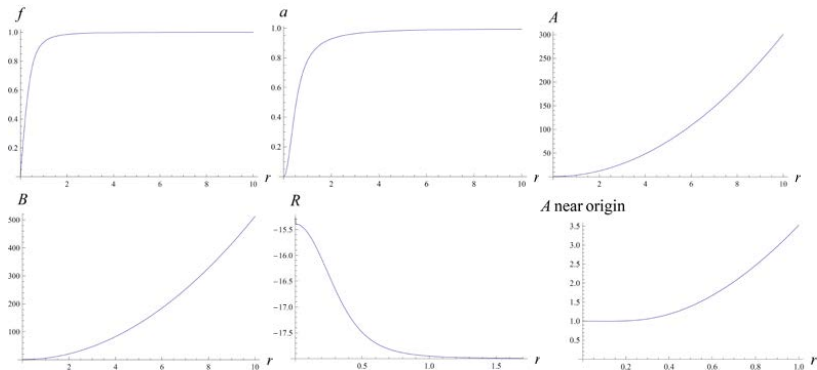 f
a
A
1.0
0.8
0.6
0.4
0.2
2 4 6 8 10 r
1.0
0.8
0.6
0.4
0.2
2 4 6 8 10 r
300
250
200
150
100
50
2 4 6 8 10 r
B
R
A near origin
500
400
300
200
100
2 4 6 8 10 r
-15.5
-16.0
-16.5
-17.0
-17.5
0.5 1.0 1.5 r
3.5
3.0
2.5
2.0
1.5
1.0
0.5
0.2 0.4 0.6 0.8 1.0 r